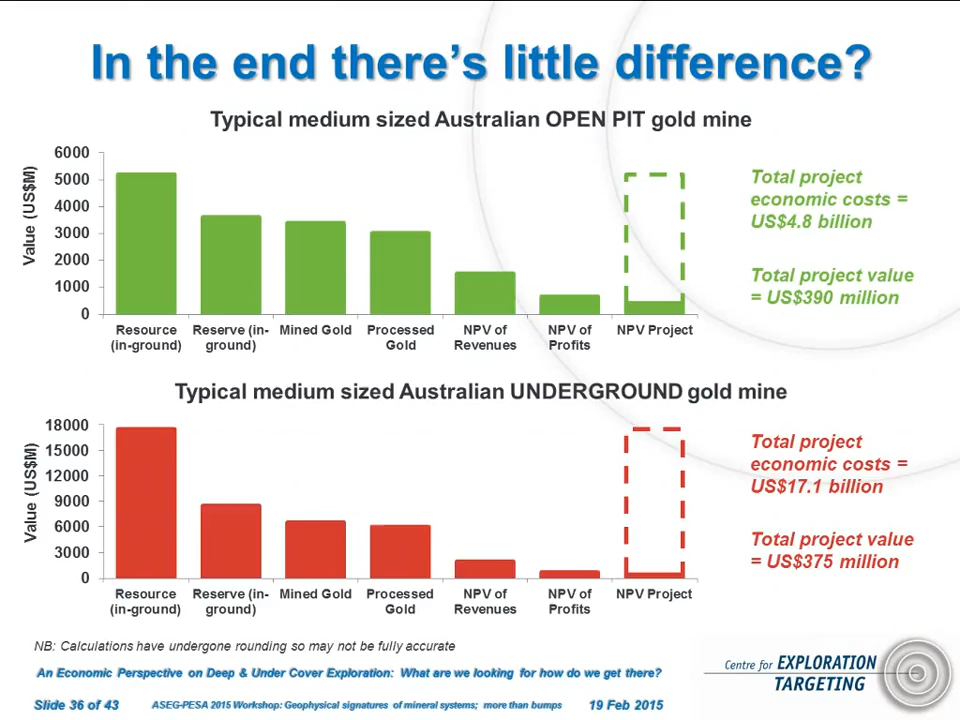 In the end there's little difference?
Typical medium sized Australian OPEN PIT gold mine
Value (US$M)
6000
5000
4000
3000
2000
1000
0
Resource (in-ground)
Reserve (in-ground)
Mined Gold
Processed Gold
NPV of Revenues
NPV of Profits
NPV Project
Total project
economic costs =
US$4.8 billion
Total project value
= US$390 million
Typical medium sized Australian UNDERGROUND gold mine
Value (US$M)
18000
15000
12000
9000
6000
3000
0
Resource (in-ground)
Reserve (in-ground)
Mined Gold
Processed Gold
NPV of Revenues
NPV of Profits
NPV Project
Total project
economic costs =
US$17.1 billion
Total project value
= US$375 million
NB: Calculations have undergone rounding so may not be fully accurate
An Economic Perspective on Deep & Under Cover Exploration: What are we looking for how do we get there?
Slide 36 of 43
ASEG-PESA 2015 Workshop: Geophysical signatures of mineral systems; more than bumps
19 Feb 2015
Centre for EXPLORATION
TARGETING